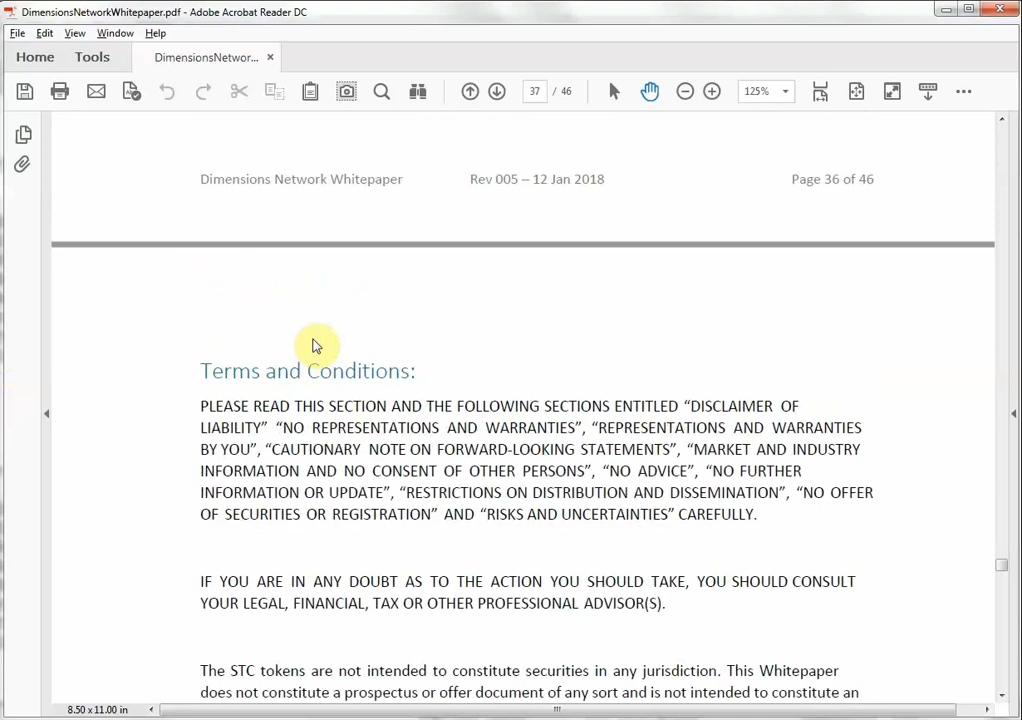 DimensionsNetworkWhitepaper.pdf - Adobe Acrobat Reader DC
File Edit View Window Help
Home Tools DimensionsNetwor... ×
37 / 46 125%
Dimensions Network Whitepaper Rev 005 – 12 Jan 2018 Page 36 of 46
Terms and Conditions:
PLEASE READ THIS SECTION AND THE FOLLOWING SECTIONS ENTITLED “DISCLAIMER OF
LIABILITY” “NO REPRESENTATIONS AND WARRANTIES”, “REPRESENTATIONS AND WARRANTIES
BY YOU”, “CAUTIONARY NOTE ON FORWARD-LOOKING STATEMENTS”, “MARKET AND INDUSTRY
INFORMATION AND NO CONSENT OF OTHER PERSONS”, “NO ADVICE”, “NO FURTHER
INFORMATION OR UPDATE”, “RESTRICTIONS ON DISTRIBUTION AND DISSEMINATION”, “NO OFFER
OF SECURITIES OR REGISTRATION” AND “RISKS AND UNCERTAINTIES” CAREFULLY.
IF YOU ARE IN ANY DOUBT AS TO THE ACTION YOU SHOULD TAKE, YOU SHOULD CONSULT
YOUR LEGAL, FINANCIAL, TAX OR OTHER PROFESSIONAL ADVISOR(S).
The STC tokens are not intended to constitute securities in any jurisdiction. This Whitepaper
does not constitute a prospectus or offer document of any sort and is not intended to constitute an
8.50 x 11.00 in